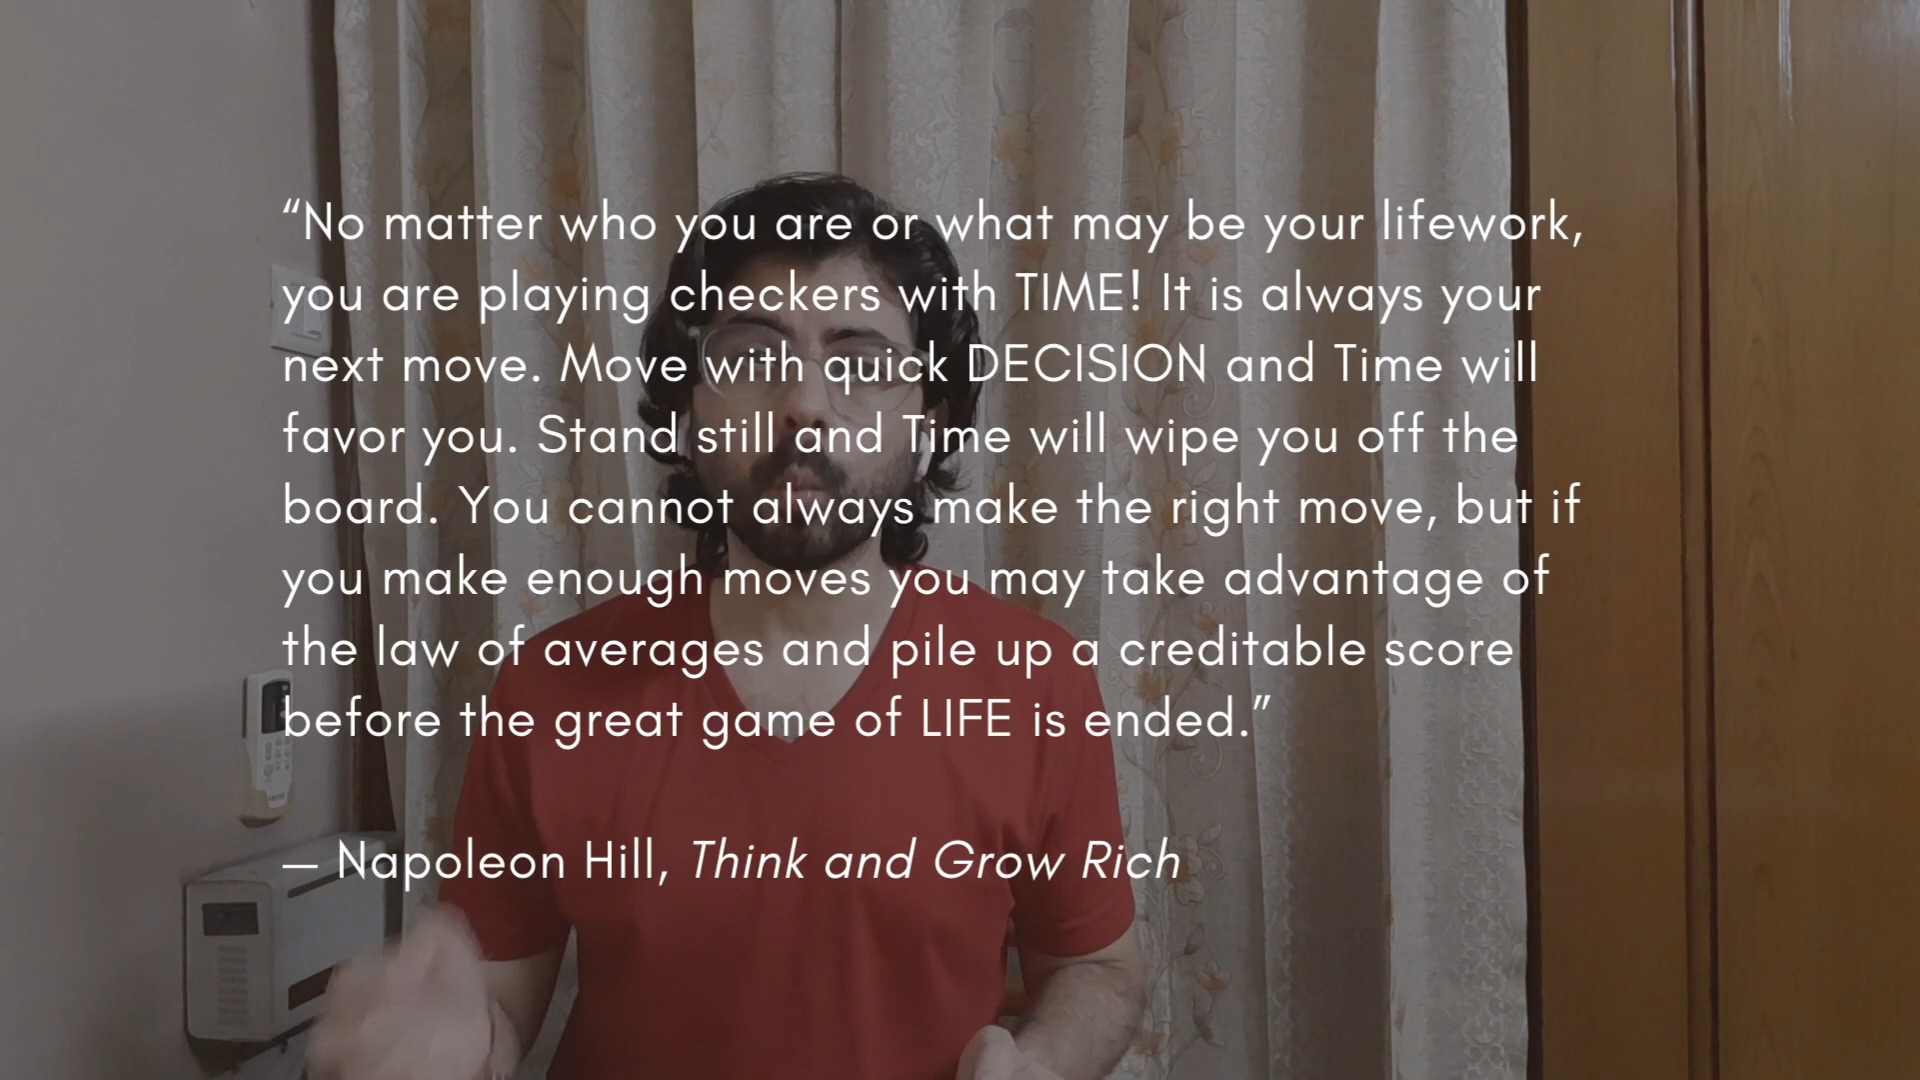 “No matter who you are or what may be your lifework,
you are playing checkers with TIME! It is always your
next move. Move with quick DECISION and Time will
favor you. Stand still and Time will wipe you off the
board. You cannot always make the right move, but if
you make enough moves you may take advantage of
the law of averages and pile up a creditable score
before the great game of LIFE is ended.”
— Napoleon Hill, Think and Grow Rich